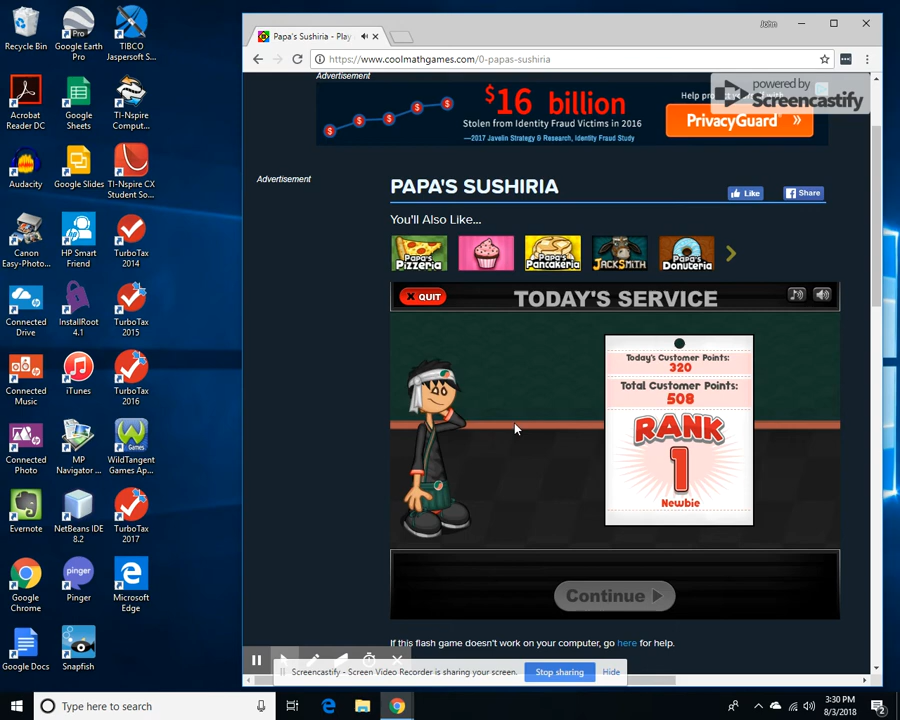 Recycle Bin
Google Earth
Pro
TIBCO
Jaspersoft S...
Acrobat
Reader DC
Google
Sheets
TI-Nspire
Comput...
Audacity
Google Slides
TI-Nspire CX
Student So...
Canon
Easy-Photo...
HP Smart
Friend
TurboTax
2014
Connected
Drive
InstallRoot
4.1
TurboTax
2015
Connected
Music
iTunes
TurboTax
2016
Connected
Photo
MP
Navigator ...
WildTangent
Games Ap...
Evernote
NetBeans IDE
8.2
TurboTax
2017
Google
Chrome
Pinger
Microsoft
Edge
Google Docs
Snapfish
John
Papa's Sushiria - Play
https://www.coolmathgames.com/0-papas-sushiria
Advertisement
$16 billion
Stolen from Identity Fraud Victims in 2016
—2017 Javelin Strategy & Research, Identity Fraud Study
PrivacyGuard »
powered by
Screencastify
Advertisement
PAPA'S SUSHIRIA
Like
Share
You'll Also Like...
Papa's
Pizzeria
Papa's
Pancakeria
JACKSMITH
Papa's
Donuteria
X QUIT
TODAY'S SERVICE
Today's Customer Points:
320
Total Customer Points:
508
RANK
1
Newbie
Continue
If this flash game doesn't work on your computer, go here for help.
Screencastify - Screen Video Recorder is sharing your screen.
Stop sharing
Hide
Type here to search
3:30 PM
8/3/2018
2